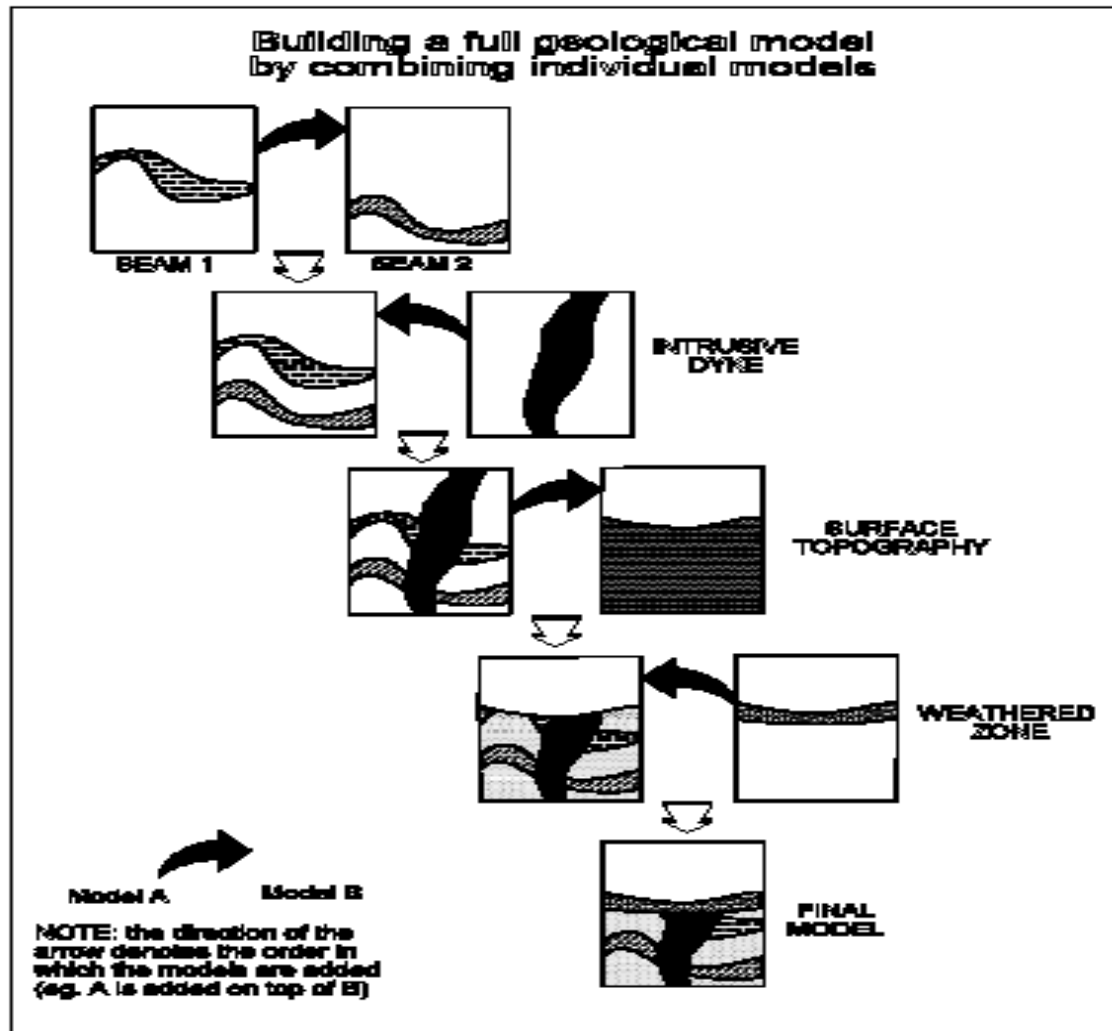 Building a full geological model
by combining individual models
SEAM 1
SEAM 2
INTRUSIVE
DYKE
SURFACE
TOPOGRAPHY
WEATHERED
ZONE
FINAL
MODEL
Model A
Model B
NOTE: the direction of the
arrow denotes the order in
which the models are added
(eg. A is added on top of B)